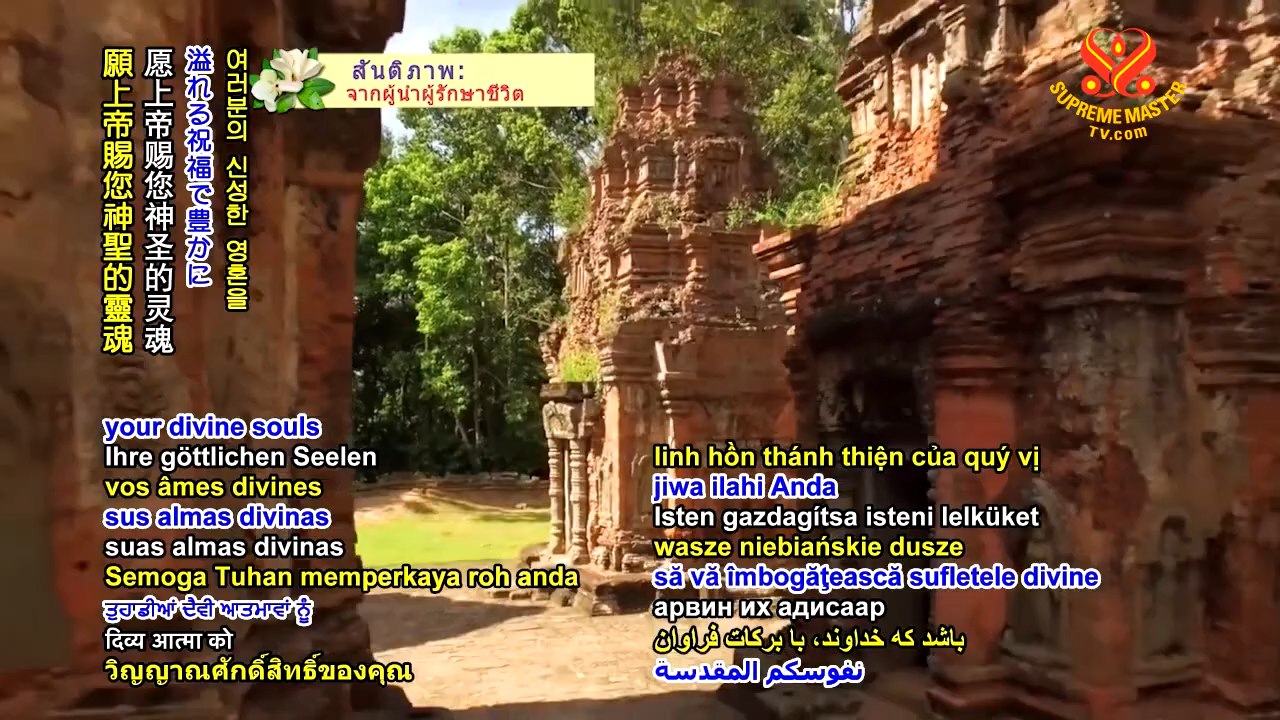 願上帝賜您神聖的靈魂
愿上帝赐您神圣的灵魂
溢れる祝福で豊かに
여러분의 신성한 영혼을
สันติภาพ:
จากผู้นำผู้รักษาชีวิต
SUPREME MASTER
TV.com
your divine souls
Ihre göttlichen Seelen
vos âmes divines
sus almas divinas
suas almas divinas
Semoga Tuhan memperkaya roh anda
ਤੁਹਾਡੀਆਂ ਦੈਵੀ ਆਤਮਾਵਾਂ ਨੂੰ
दिव्य आत्मा को
วิญญาณศักดิ์สิทธิ์ของคุณ
linh hồn thánh thiện của quý vị
jiwa ilahi Anda
Isten gazdagítsa isteni lelküket
wasze niebiańskie dusze
să vă îmbogăţească sufletele divine
арвин их адисаар
باشد که خداوند، با برکات فراوان
نفوسكم المقدسة